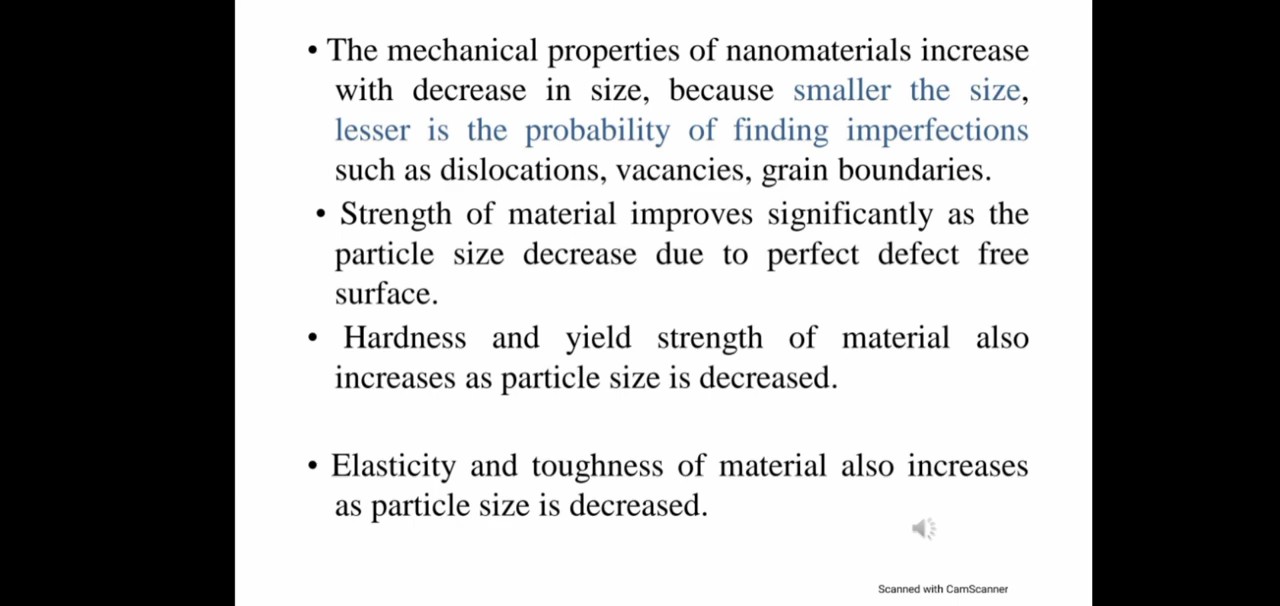 • The mechanical properties of nanomaterials increase
with decrease in size, because smaller the size,
lesser is the probability of finding imperfections
such as dislocations, vacancies, grain boundaries.
• Strength of material improves significantly as the
particle size decrease due to perfect defect free
surface.
• Hardness and yield strength of material also
increases as particle size is decreased.
• Elasticity and toughness of material also increases
as particle size is decreased.
Scanned with CamScanner